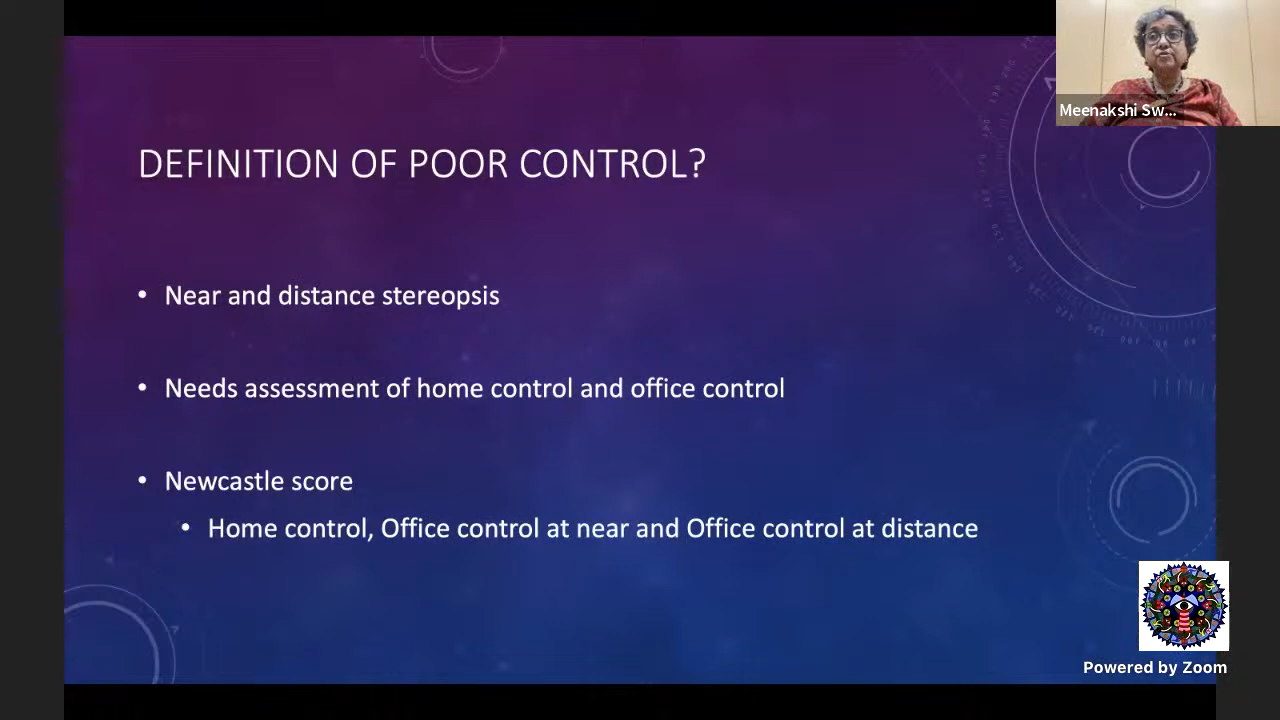 Meenakshi Sw...
DEFINITION OF POOR CONTROL?
• Near and distance stereopsis
• Needs assessment of home control and office control
• Newcastle score
• Home control, Office control at near and Office control at distance
Powered by Zoom